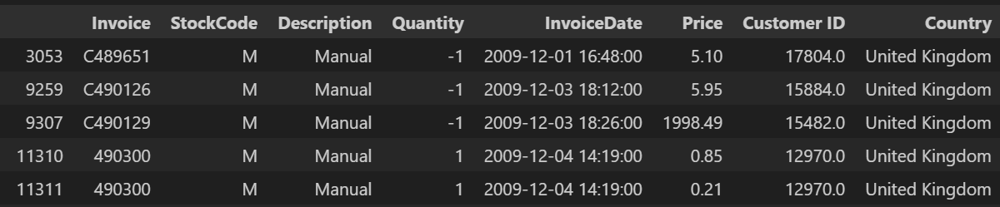 Invoice StockCode Description Quantity InvoiceDate Price Customer ID Country
3053 C489651 M Manual -1 2009-12-01 16:48:00 5.10 17804.0 United Kingdom
9259 C490126 M Manual -1 2009-12-03 18:12:00 5.95 15884.0 United Kingdom
9307 C490129 M Manual -1 2009-12-03 18:26:00 1998.49 15482.0 United Kingdom
11310 490300 M Manual 1 2009-12-04 14:19:00 0.85 12970.0 United Kingdom
11311 490300 M Manual 1 2009-12-04 14:19:00 0.21 12970.0 United Kingdom